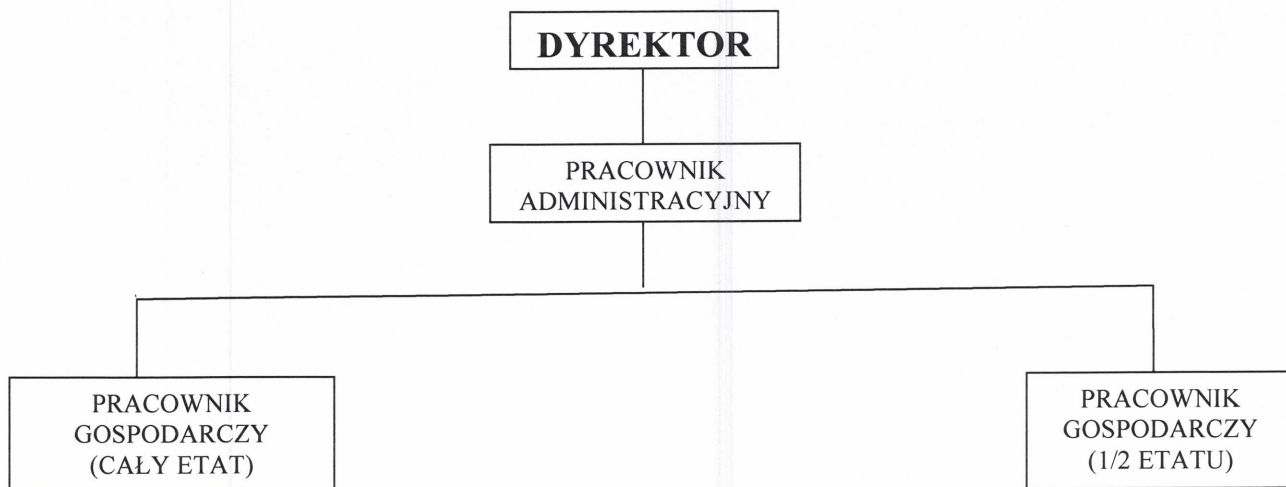 DYREKTOR
PRACOWNIK
ADMINISTRACYJNY
PRACOWNIK
GOSPODARCZY
(CAŁY ETAT)
PRACOWNIK
GOSPODARCZY
(1/2 ETATU)